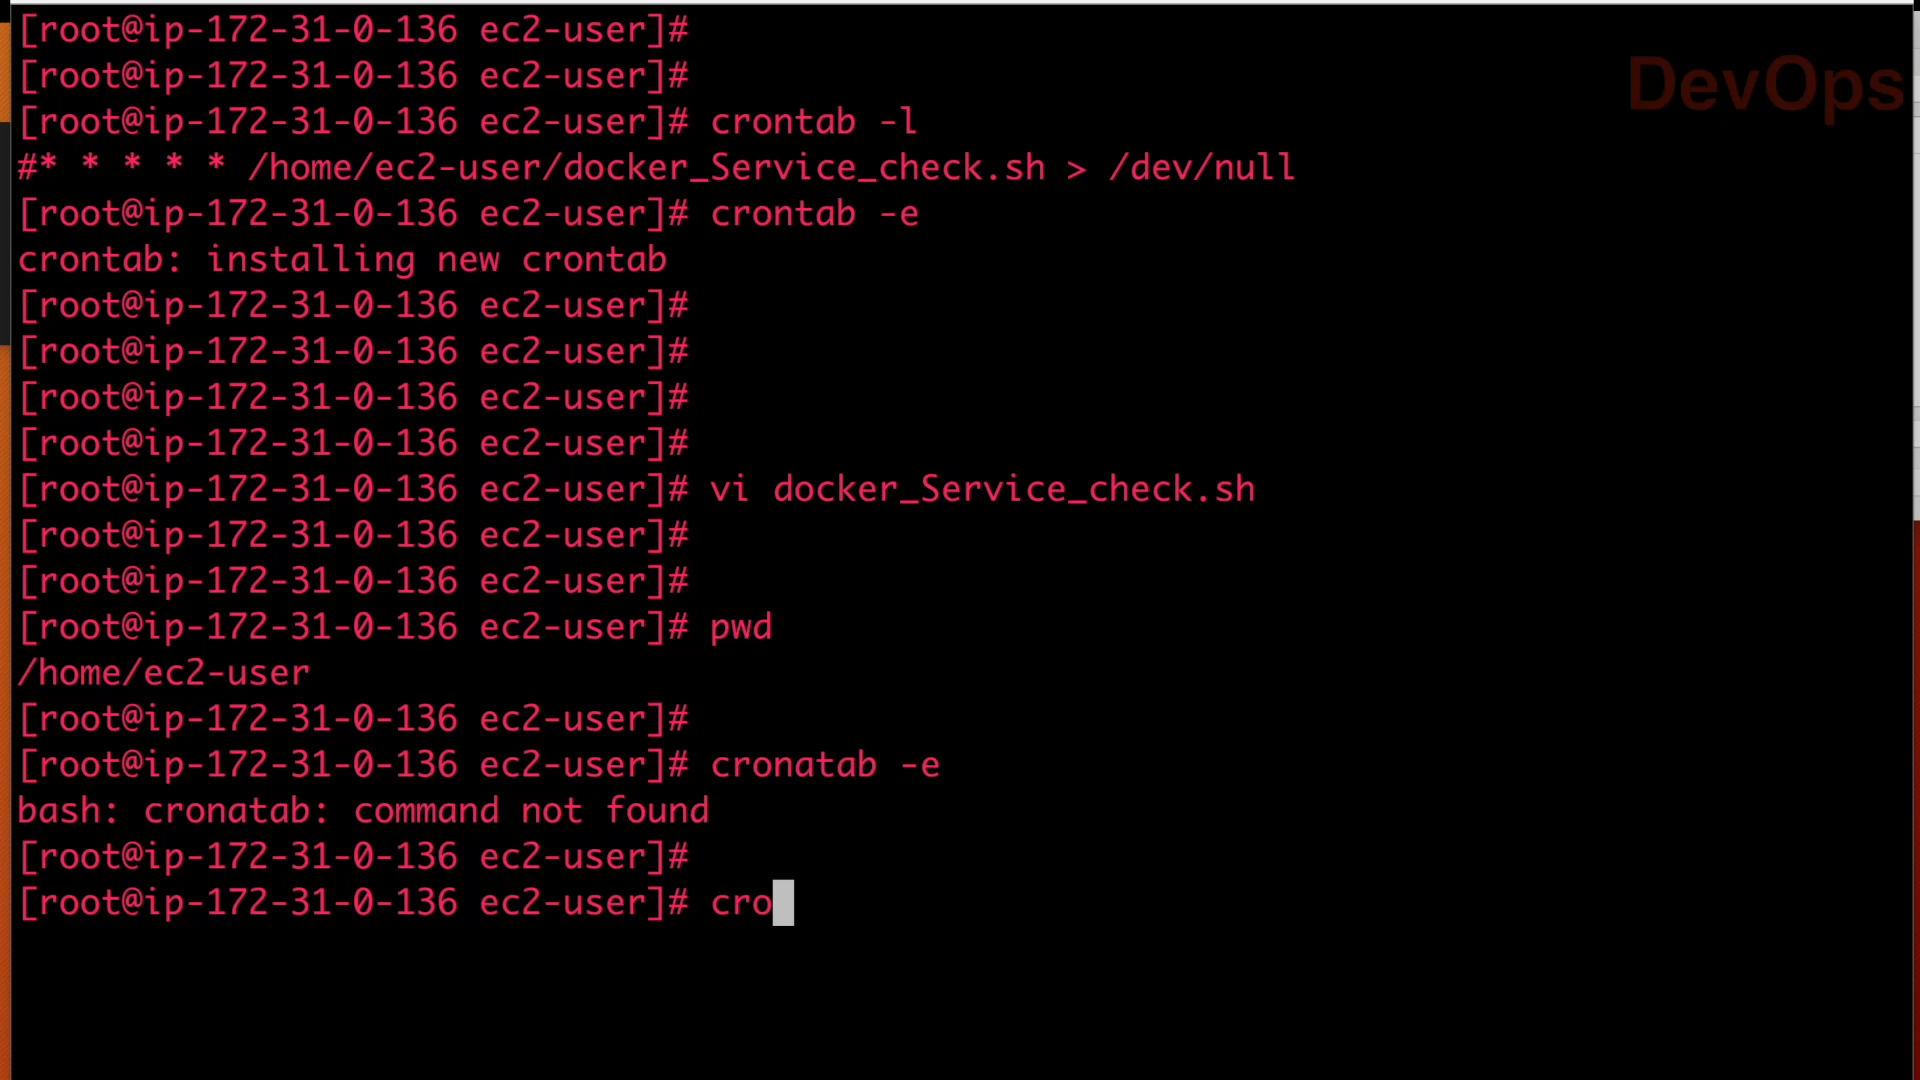 [root@ip-172-31-0-136 ec2-user]#
[root@ip-172-31-0-136 ec2-user]#
DevOps
[root@ip-172-31-0-136 ec2-user]# crontab -l
#* * * * * /home/ec2-user/docker_Service_check.sh > /dev/null
[root@ip-172-31-0-136 ec2-user]# crontab -e
crontab: installing new crontab
[root@ip-172-31-0-136 ec2-user]#
[root@ip-172-31-0-136 ec2-user]#
[root@ip-172-31-0-136 ec2-user]#
[root@ip-172-31-0-136 ec2-user]#
[root@ip-172-31-0-136 ec2-user]# vi docker_Service_check.sh
[root@ip-172-31-0-136 ec2-user]#
[root@ip-172-31-0-136 ec2-user]#
[root@ip-172-31-0-136 ec2-user]# pwd
/home/ec2-user
[root@ip-172-31-0-136 ec2-user]#
[root@ip-172-31-0-136 ec2-user]# cronatab -e
bash: cronatab: command not found
[root@ip-172-31-0-136 ec2-user]#
[root@ip-172-31-0-136 ec2-user]# cro